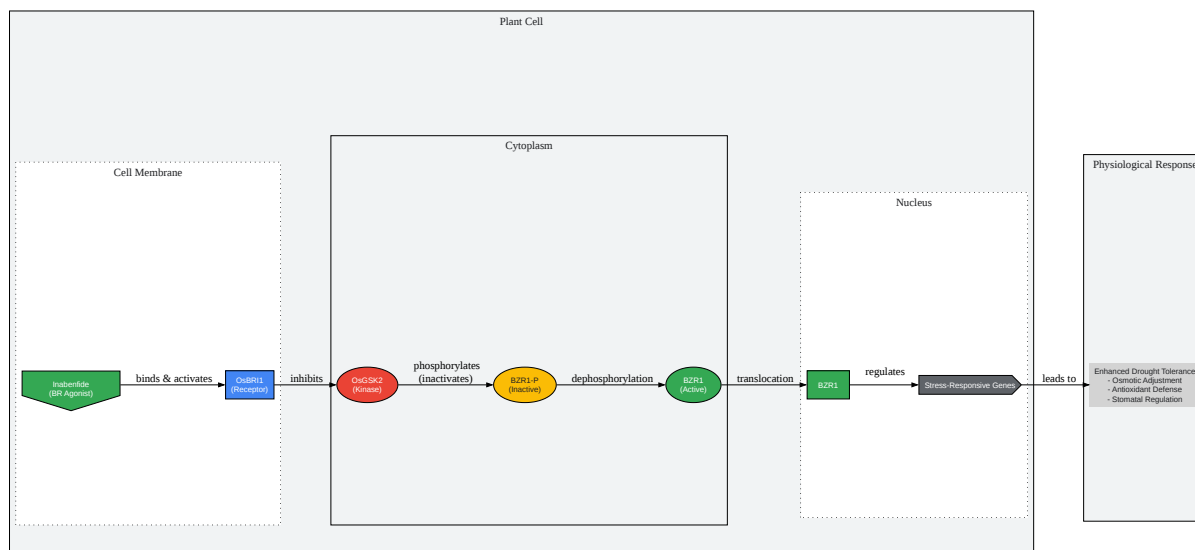 Plant Cell
Cytoplasm
Physiological Response
Cell Membrane
Nucleus
Inabenfide
(BR Agonist)
binds & activates
OsBRI1
(Receptor)
inhibits
OsGSK2
(Kinase)
phosphorylates
(inactivates)
BZR1-P
(Inactive)
dephosphorylation
BZR1
(Active)
translocation
BZR1
regulates
Stress-Responsive Genes
leads to
Enhanced Drought Tolerance
- Osmotic Adjustment
- Antioxidant Defense
- Stomatal Regulation